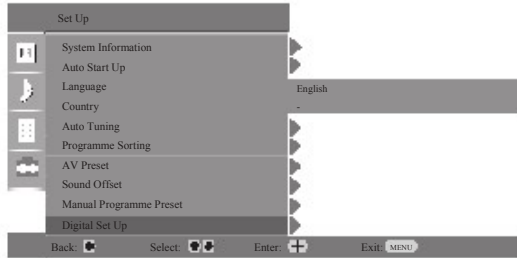 Set Up
System Information
Auto Start Up
Language English
Country -
Auto Tuning
Programme Sorting
AV Preset
Sound Offset
Manual Programme Preset
Digital Set Up
Back: Select: Enter: Exit: MENU